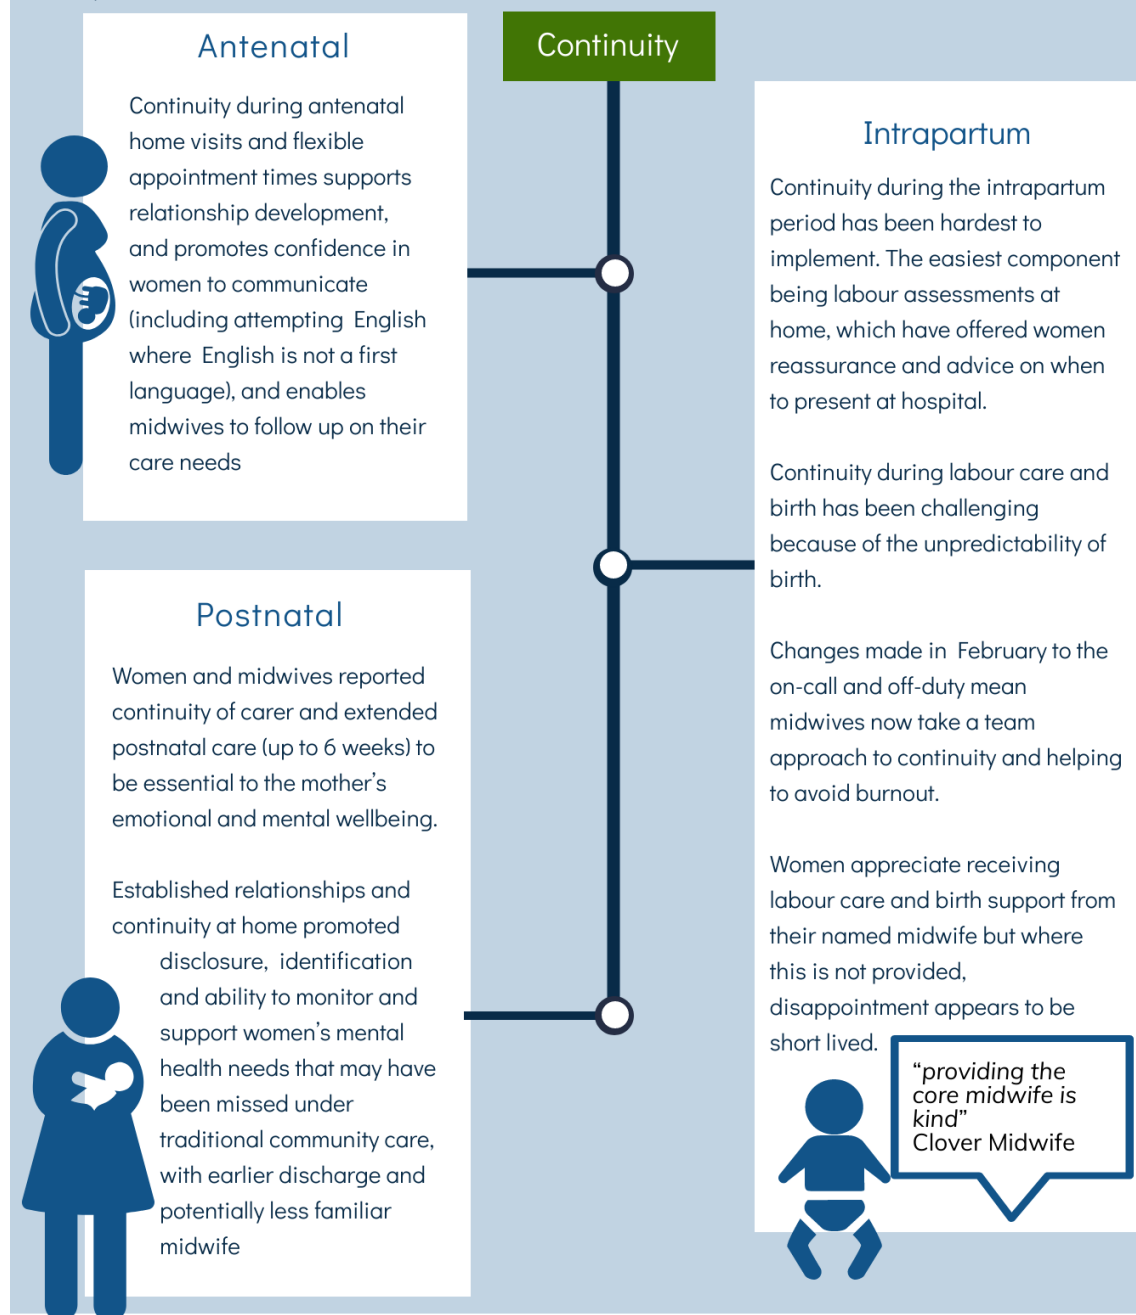 Continuity
Antenatal
Continuity during antenatal
home visits and flexible
appointment times supports
relationship development,
and promotes confidence in
women to communicate
(including attempting English
where English is not a first
language), and enables
midwives to follow up on their
care needs
Intrapartum
Continuity during the intrapartum
period has been hardest to
implement. The easiest component
being labour assessments at
home, which have offered women
reassurance and advice on when
to present at hospital.
Continuity during labour care and
birth has been challenging
because of the unpredictability of
birth.
Changes made in February to the
on-call and off-duty mean
midwives now take a team
approach to continuity and helping
to avoid burnout.
Women appreciate receiving
labour care and birth support from
their named midwife but where
this is not provided,
disappointment appears to be
short lived.
“providing the
core midwife is
kind”
Clover Midwife
Postnatal
Women and midwives reported
continuity of carer and extended
postnatal care (up to 6 weeks) to
be essential to the mother’s
emotional and mental wellbeing.
Established relationships and
continuity at home promoted
disclosure, identification
and ability to monitor and
support women’s mental
health needs that may have
been missed under
traditional community care,
with earlier discharge and
potentially less familiar
midwife